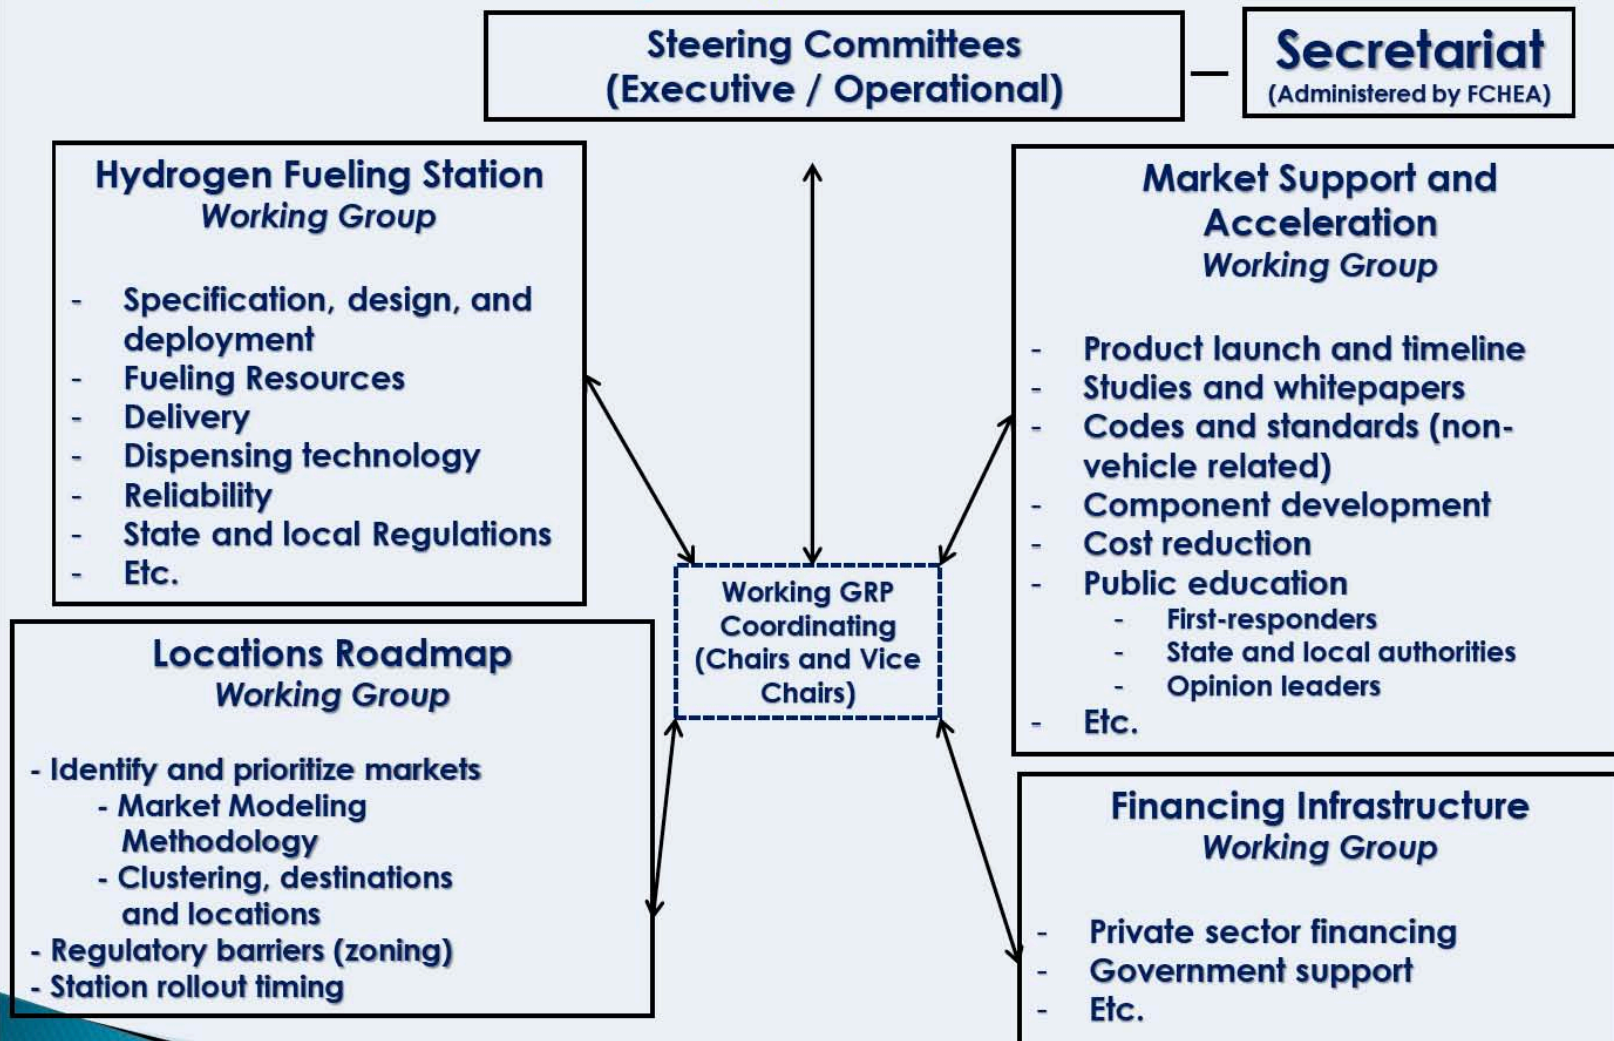 Steering Committees
(Executive / Operational)
Secretariat
(Administered by FCHEA)
Hydrogen Fueling Station
Working Group
- Specification, design, and
deployment
- Fueling Resources
- Delivery
- Dispensing technology
- Reliability
- State and local Regulations
- Etc.
Market Support and
Acceleration
Working Group
- Product launch and timeline
- Studies and whitepapers
- Codes and standards (non-
vehicle related)
- Component development
- Cost reduction
- Public education
- First-responders
- State and local authorities
- Opinion leaders
- Etc.
Working GRP
Coordinating
(Chairs and Vice
Chairs)
Locations Roadmap
Working Group
- Identify and prioritize markets
- Market Modeling
Methodology
- Clustering, destinations
and locations
- Regulatory barriers (zoning)
- Station rollout timing
Financing Infrastructure
Working Group
- Private sector financing
- Government support
- Etc.